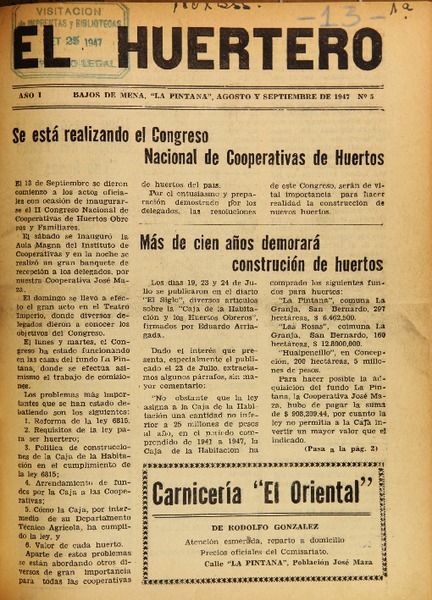 VISITACION
de IMPRENTAS y BIBLIOTECAS
OCT 25 1947
DEPOSITO LEGAL
-13-
1a
EL HUERTERO
AÑO I BAJOS DE MENA, "LA PINTANA", AGOSTO Y SEPTIEMBRE DE 1947 Nº 5
Se está realizando el Congreso
Nacional de Cooperativas de Huertos
El 13 de Septiembre se dieron
comienzo a los actos oficia-
les con ocasión de inaugurar-
se el II Congreso Nacional de
Cooperativas de Huertos Obre-
ros y Familiares.
El sábado se inauguró la
Aula Magna del Instituto de
Cooperativas y en la noche se
realizó un gran banquete de
recepción a los delegados, por
nuestra Cooperativa José Ma-
za.
El domingo se llevó a efec-
to el gran acto en el Teatro
Imperio, donde diversos dele-
gados dieron a conocer los
objetivos del Congreso.
El lunes y martes, el Con-
greso ha estado funcionando
en las casas del fundo La Pin-
tana, donde se efectúa asi-
mismo el trabajo de comisio-
nes.
Los problemas más impor-
tantes que se han estado de-
batiendo son los siguientes:
1. Reforma de la ley 6815.
2. Requisitos de la ley pa-
ra ser huertero;
3. Política de construccio-
nes de la Caja de la Habita-
ción en el cumplimiento de
la ley 6815;
4. Arrendamiento de fun-
dos por la Caja a las Coope-
rativas;
5. Cómo la Caja, por inter-
medio de su Departamento
Técnico Agrícola, ha cumpli-
do la ley, y
6. Valor de cada huerto.
Aparte de estos problemas
se están abordando otros di-
versos de gran importancia
para todas las cooperativas
de huertos del país.
Por el entusiasmo y prepa-
ración demostrado por los
delegados, las resoluciones
de este Congreso, serán de vi-
tal importancia para hacer
realidad la construcción de
nuevos huertos.
Más de cien años demorará
construción de huertos
Los días 19, 23 y 24 de Ju-
lio se publicaron en el diario
"El Siglo", diversos artículos
sobre la "Caja de la Habita-
ción y los Huertos Obreros",
firmados por Eduardo Arria-
gada.
Dado el interés que pre-
senta, especialmente el publi-
cado el 23 de Julio, extracta-
mos algunos párrafos, sin ma-
yor comentario:
"No obstante que la ley
asigna a la Caja de la Habi-
tación una cantidad no infe-
rior a 25 millones de pesos
al año, en el período com-
prendido de 1941 a 1947, la
Caja de la Habitación ha
comprado los siguientes fun-
dos para huertos:
"La Pintana", comuna La
Granja, San Bernardo, 297
hectáreas, $ 6.462,500.
"Las Rosas", comuna La
Granja, San Bernardo, 160
hectáreas, $ 12.8000,000.
"Hualpencillo", en Concep-
ción, 200 hectáreas, 5 millo-
nes de pesos.
Para hacer posible la ad-
quisición del fundo La Pinta-
na, la Cooperativa José Ma-
za, hubo de pagar la suma
de $ 908,399.44, por cuanto la
ley no permitía a la Caja in-
vertir un mayor valor que el
indicado.
(Pasa a la pág. 2)
Carnicería "El Oriental"
DE RODOLFO GONZALEZ
Atención esmerada, reparto a domicilio
Precios oficiales del Comisariato.
Calle "LA PINTANA", Población José Maza